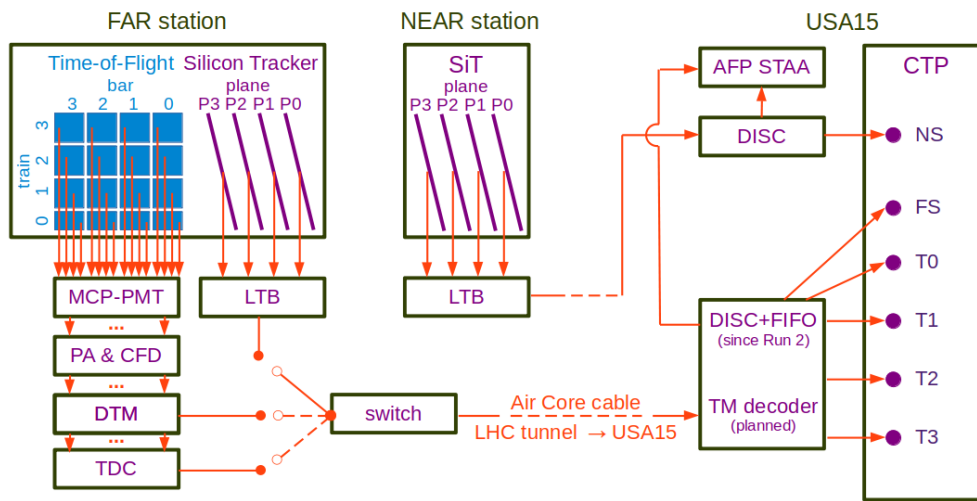 FAR station
NEAR station
USA15
Time-of-Flight
bar
3 2 1 0
train
3
2
1
0
Silicon Tracker
plane
P3 P2 P1 P0
SiT
plane
P3 P2 P1 P0
AFP STAA
DISC
CTP
NS
FS
T0
T1
T2
T3
MCP-PMT
...
PA & CFD
...
DTM
...
TDC
LTB
LTB
switch
Air Core cable
LHC tunnel → USA15
DISC+FIFO
(since Run 2)
TM decoder
(planned)